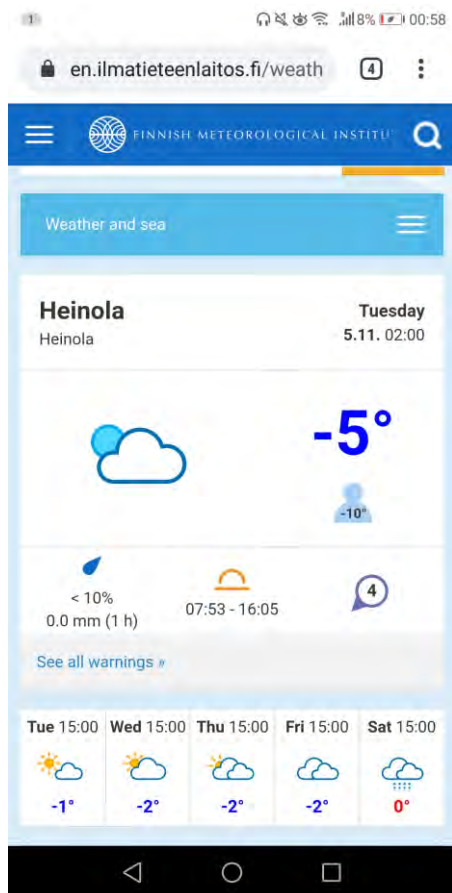 1 8% 00:58
en.ilmatieteenlaitos.fi/weath 4
FINNISH METEOROLOGICAL INSTITU
Weather and sea
Heinola Tuesday
Heinola 5.11. 02:00
-5°
-10°
< 10% 07:53 - 16:05 4
0.0 mm (1 h)
See all warnings »
Tue 15:00 Wed 15:00 Thu 15:00 Fri 15:00 Sat 15:00
-1° -2° -2° -2° 0°